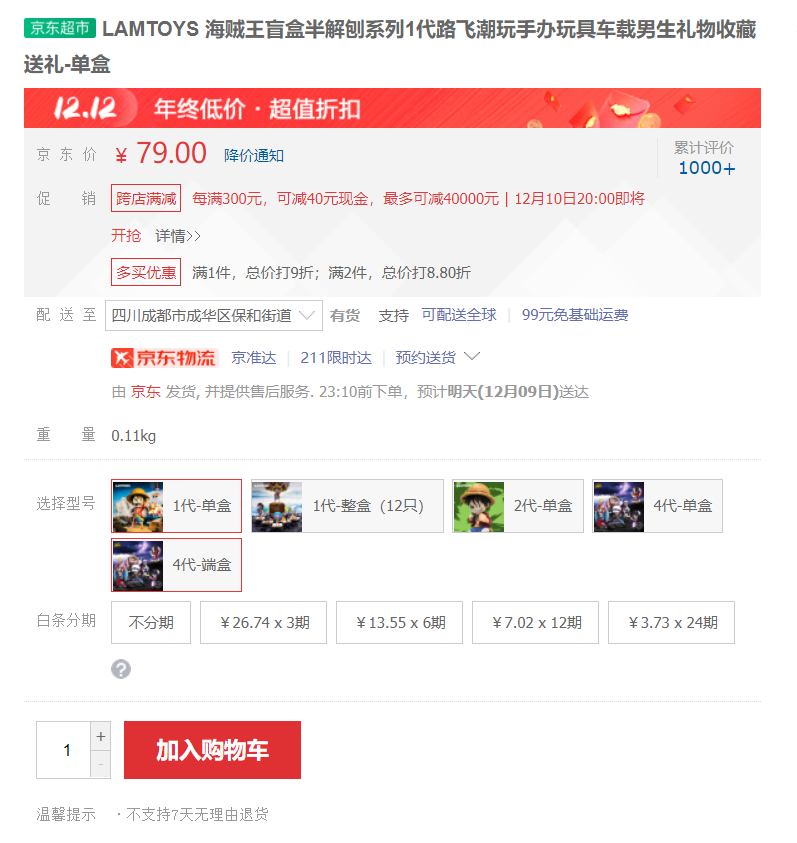 京东超市 LAMTOYS 海贼王盲盒半解刨系列1代路飞潮玩手办玩具车载男生礼物收藏
送礼-单盒
12.12 年终低价 · 超值折扣
京东价 ￥79.00 降价通知 累计评价
1000+
促销 跨店满减 每满300元，可减40元现金，最多可减40000元 | 12月10日20:00即将
开抢 详情>>
多买优惠 满1件，总价打9折；满2件，总价打8.80折
配送至 四川成都市成华区保和街道 有货 支持 可配送全球 | 99元免基础运费
京东物流 京准达 | 211限时达 | 预约送货
由 京东 发货, 并提供售后服务. 23:10前下单，预计明天(12月09日)送达
重量 0.11kg
选择型号 1代-单盒 1代-整盒（12只） 2代-单盒 4代-单盒
4代-端盒
白条分期 不分期 ￥26.74 x 3期 ￥13.55 x 6期 ￥7.02 x 12期 ￥3.73 x 24期
?
1 + - 加入购物车
温馨提示 · 不支持7天无理由退货